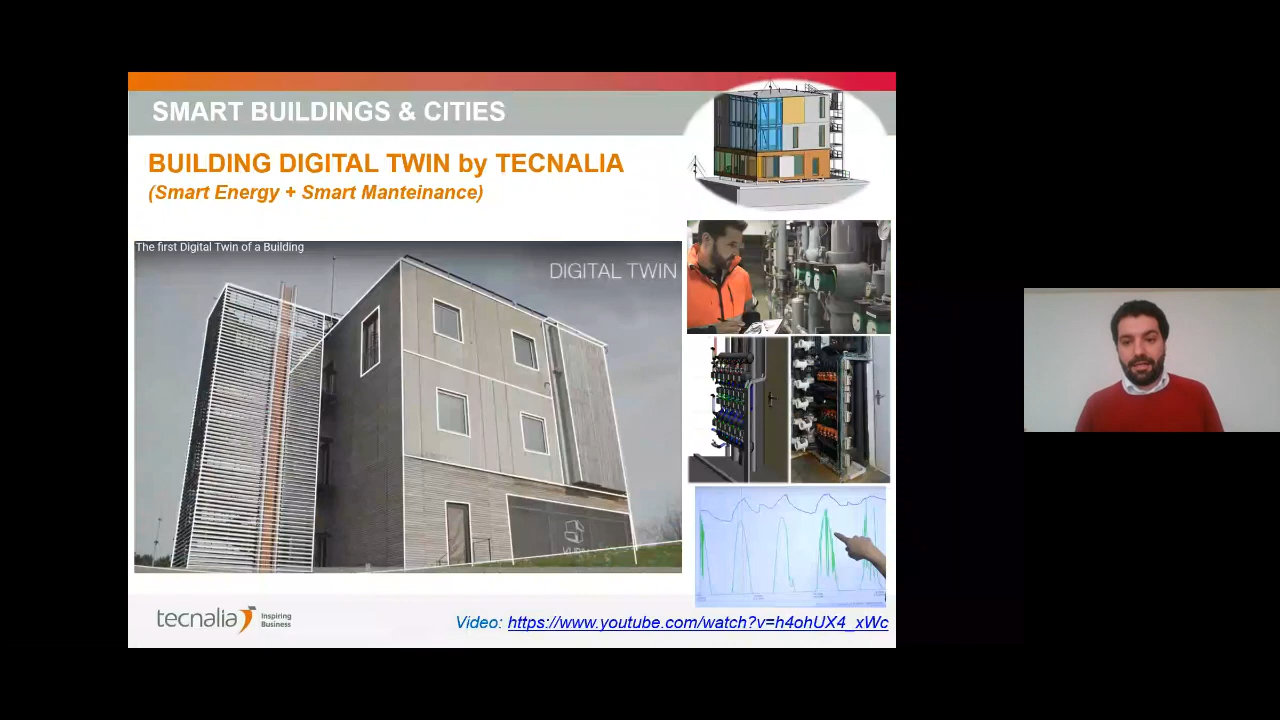 SMART BUILDINGS & CITIES
BUILDING DIGITAL TWIN by TECNALIA
(Smart Energy + Smart Manteinance)
The first Digital Twin of a Building
DIGITAL TWIN
tecnalia
Inspiring
Business
Video: https://www.youtube.com/watch?v=h4ohUX4_xWc